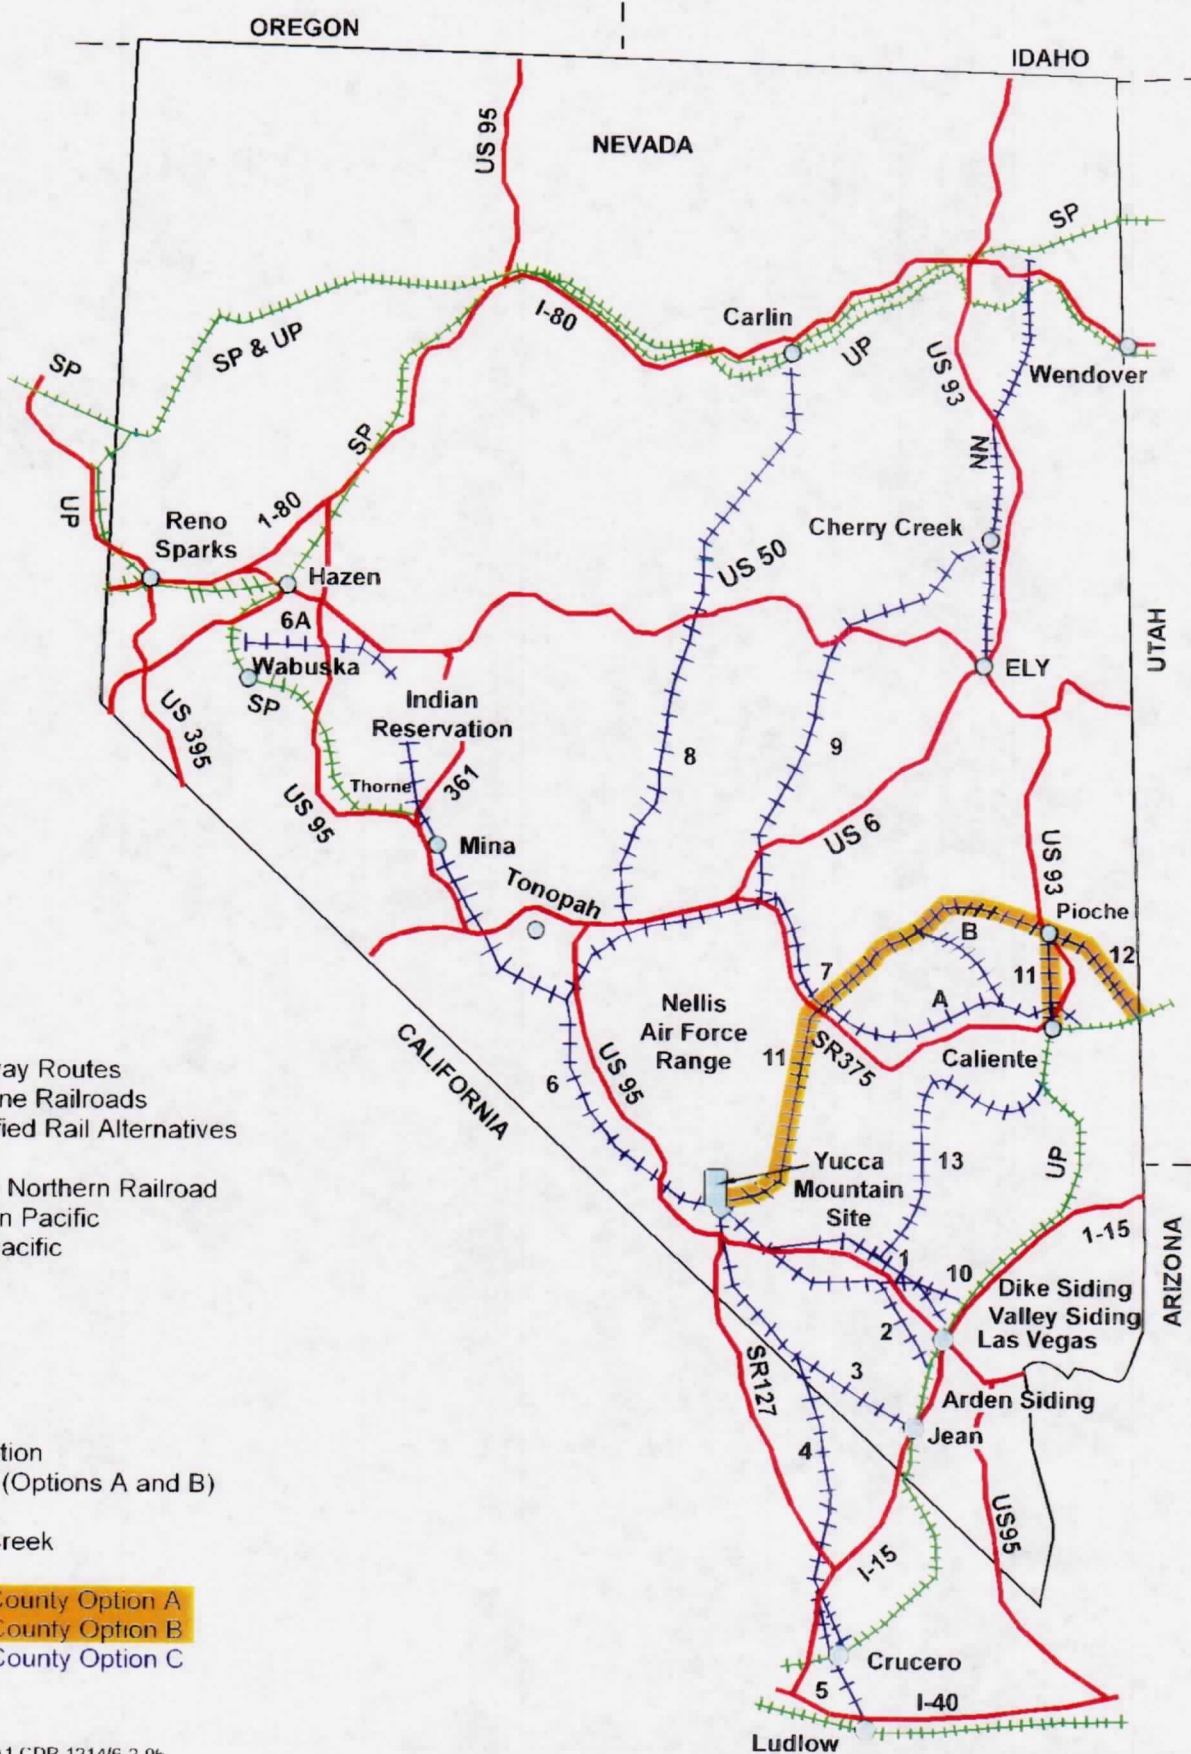 OREGON
IDAHO
NEVADA
US 95
SP
SP & UP
I-80
Carlin
UP
US 93
Wendover
SP
SP
UP
Reno
Sparks
1-80
NN
Cherry Creek
US 50
Hazen
6A
Wabuska
SP
Indian
Reservation
ELY
UTAH
US 395
8
9
Thorne
361
US 95
Mina
US 6
US 93
Tonopah
Pioche
B
12
7
11
A
Nellis
Air Force
Range
11
SR375
Caliente
CALIFORNIA
6
US 95
ay Routes
ne Railroads
fied Rail Alternatives
Yucca
Mountain
Site
13
UP
Northern Railroad
n Pacific
acific
1-15
ARIZONA
1
10
Dike Siding
Valley Siding
Las Vegas
2
SR127
3
Arden Siding
Jean
4
tion
(Options A and B)
US95
reek
I-15
County Option A
County Option B
County Option C
Crucero
5
I-40
Ludlow